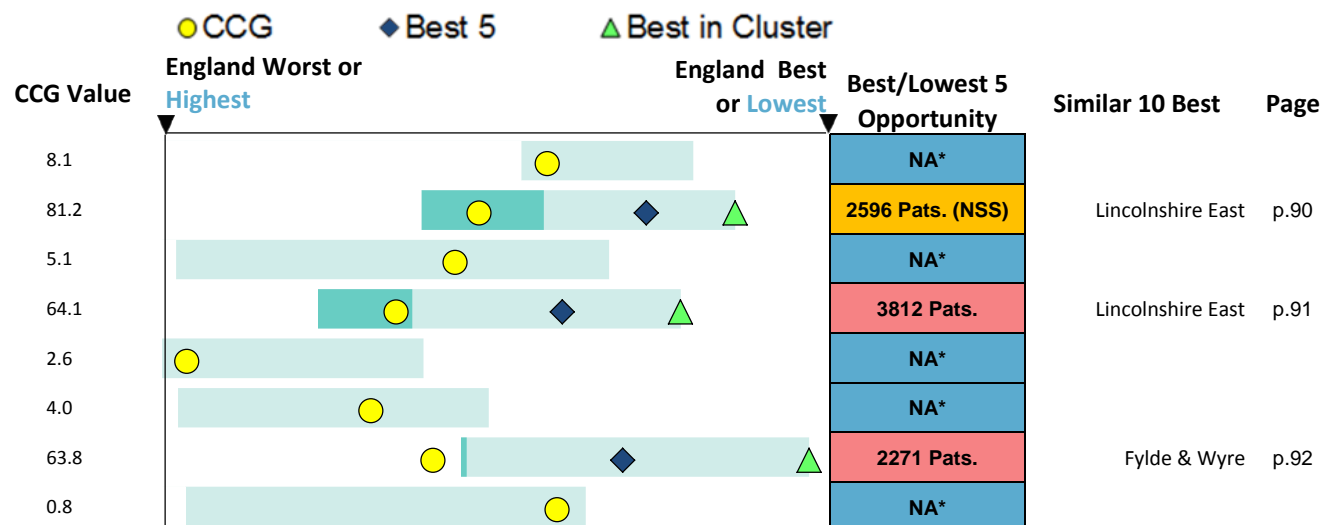 CCG Best 5 Best in Cluster
CCG Value England Worst or Highest England Best or Lowest Best/Lowest 5 Opportunity Similar 10 Best Page
8.1 NA*
81.2 2596 Pats. (NSS) Lincolnshire East p.90
5.1 NA*
64.1 3812 Pats. Lincolnshire East p.91
2.6 NA*
4.0 NA*
63.8 2271 Pats. Fylde & Wyre p.92
0.8 NA*